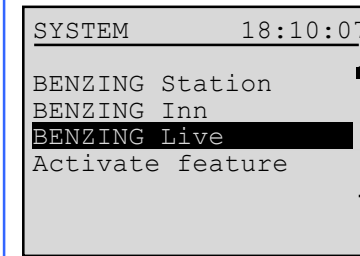 SYSTEM 18:10:07
BENZING Station
BENZING Inn
BENZING Live
Activate feature